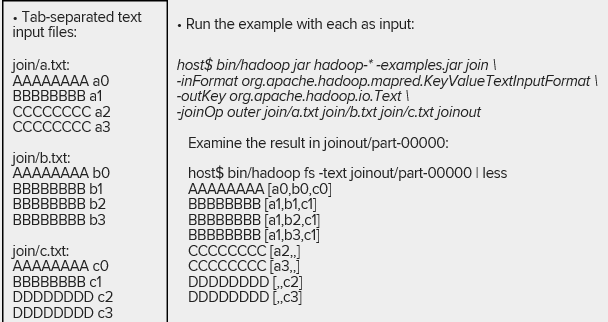 • Tab-separated text
input files:
join/a.txt:
AAAAAAAA a0
BBBBBBBB a1
CCCCCCCC a2
CCCCCCCC a3
join/b.txt:
AAAAAAAA b0
BBBBBBBB b1
BBBBBBBB b2
BBBBBBBB b3
join/c.txt:
AAAAAAAA c0
BBBBBBBB c1
DDDDDDDD c2
DDDDDDDD c3
• Run the example with each as input:
host$ bin/hadoop jar hadoop-* -examples.jar join \
-inFormat org.apache.hadoop.mapred.KeyValueTextInputFormat \
-outKey org.apache.hadoop.io.Text \
-joinOp outer join/a.txt join/b.txt join/c.txt joinout
Examine the result in joinout/part-00000:
host$ bin/hadoop fs -text joinout/part-00000 | less
AAAAAAAA [a0,b0,c0]
BBBBBBBB [a1,b1,c1]
BBBBBBBB [a1,b2,c1]
BBBBBBBB [a1,b3,c1]
CCCCCCCC [a2,,]
CCCCCCCC [a3,,]
DDDDDDDD [,,c2]
DDDDDDDD [,,c3]